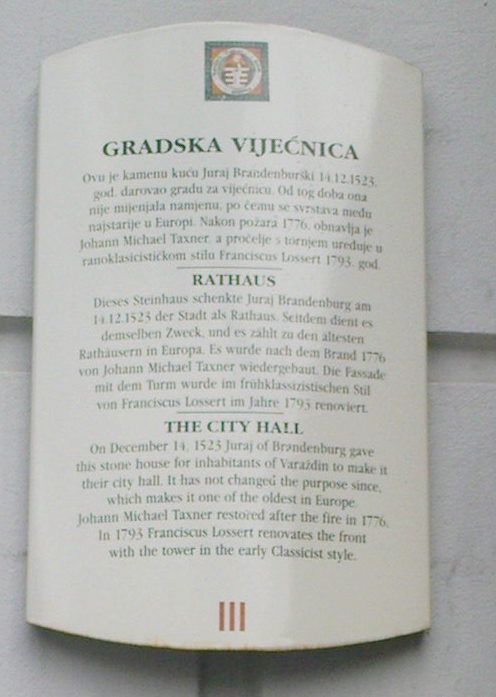 GRADSKA VIJEĆNICA
Ovu je kamenu kuću Juraj Brandenburški 14.12.1523.
god. darovao gradu za vijećnicu. Od tog doba ona
nije mijenjala namjenu, po čemu se svrstava među
najstarije u Europi. Nakon požara 1776. obnavlja je
Johann Michael Taxner, a pročelje s tornjem uređuje u
ranoklasicističkom stilu Franciscus Lossert 1793. god.
RATHAUS
Dieses Steinhaus schenkte Juraj Brandenburg am
14.12.1523 der Stadt als Rathaus. Seitdem dient es
demselben Zweck, und es zählt zu den ältesten
Rathäusern in Europa. Es wurde nach dem Brand 1776
von Johann Michael Taxner wiedergebaut. Die Fassade
mit dem Turm wurde im frühklassizistischen Stil
von Franciscus Lossert im Jahre 1793 renoviert.
THE CITY HALL
On December 14, 1523 Juraj of Brandenburg gave
this stone house for inhabitants of Varaždin to make it
their city hall. It has not changed the purpose since,
which makes it one of the oldest in Europe.
Johann Michael Taxner restored after the fire in 1776.
In 1793 Franciscus Lossert renovates the front
with the tower in the early Classicist style.
III